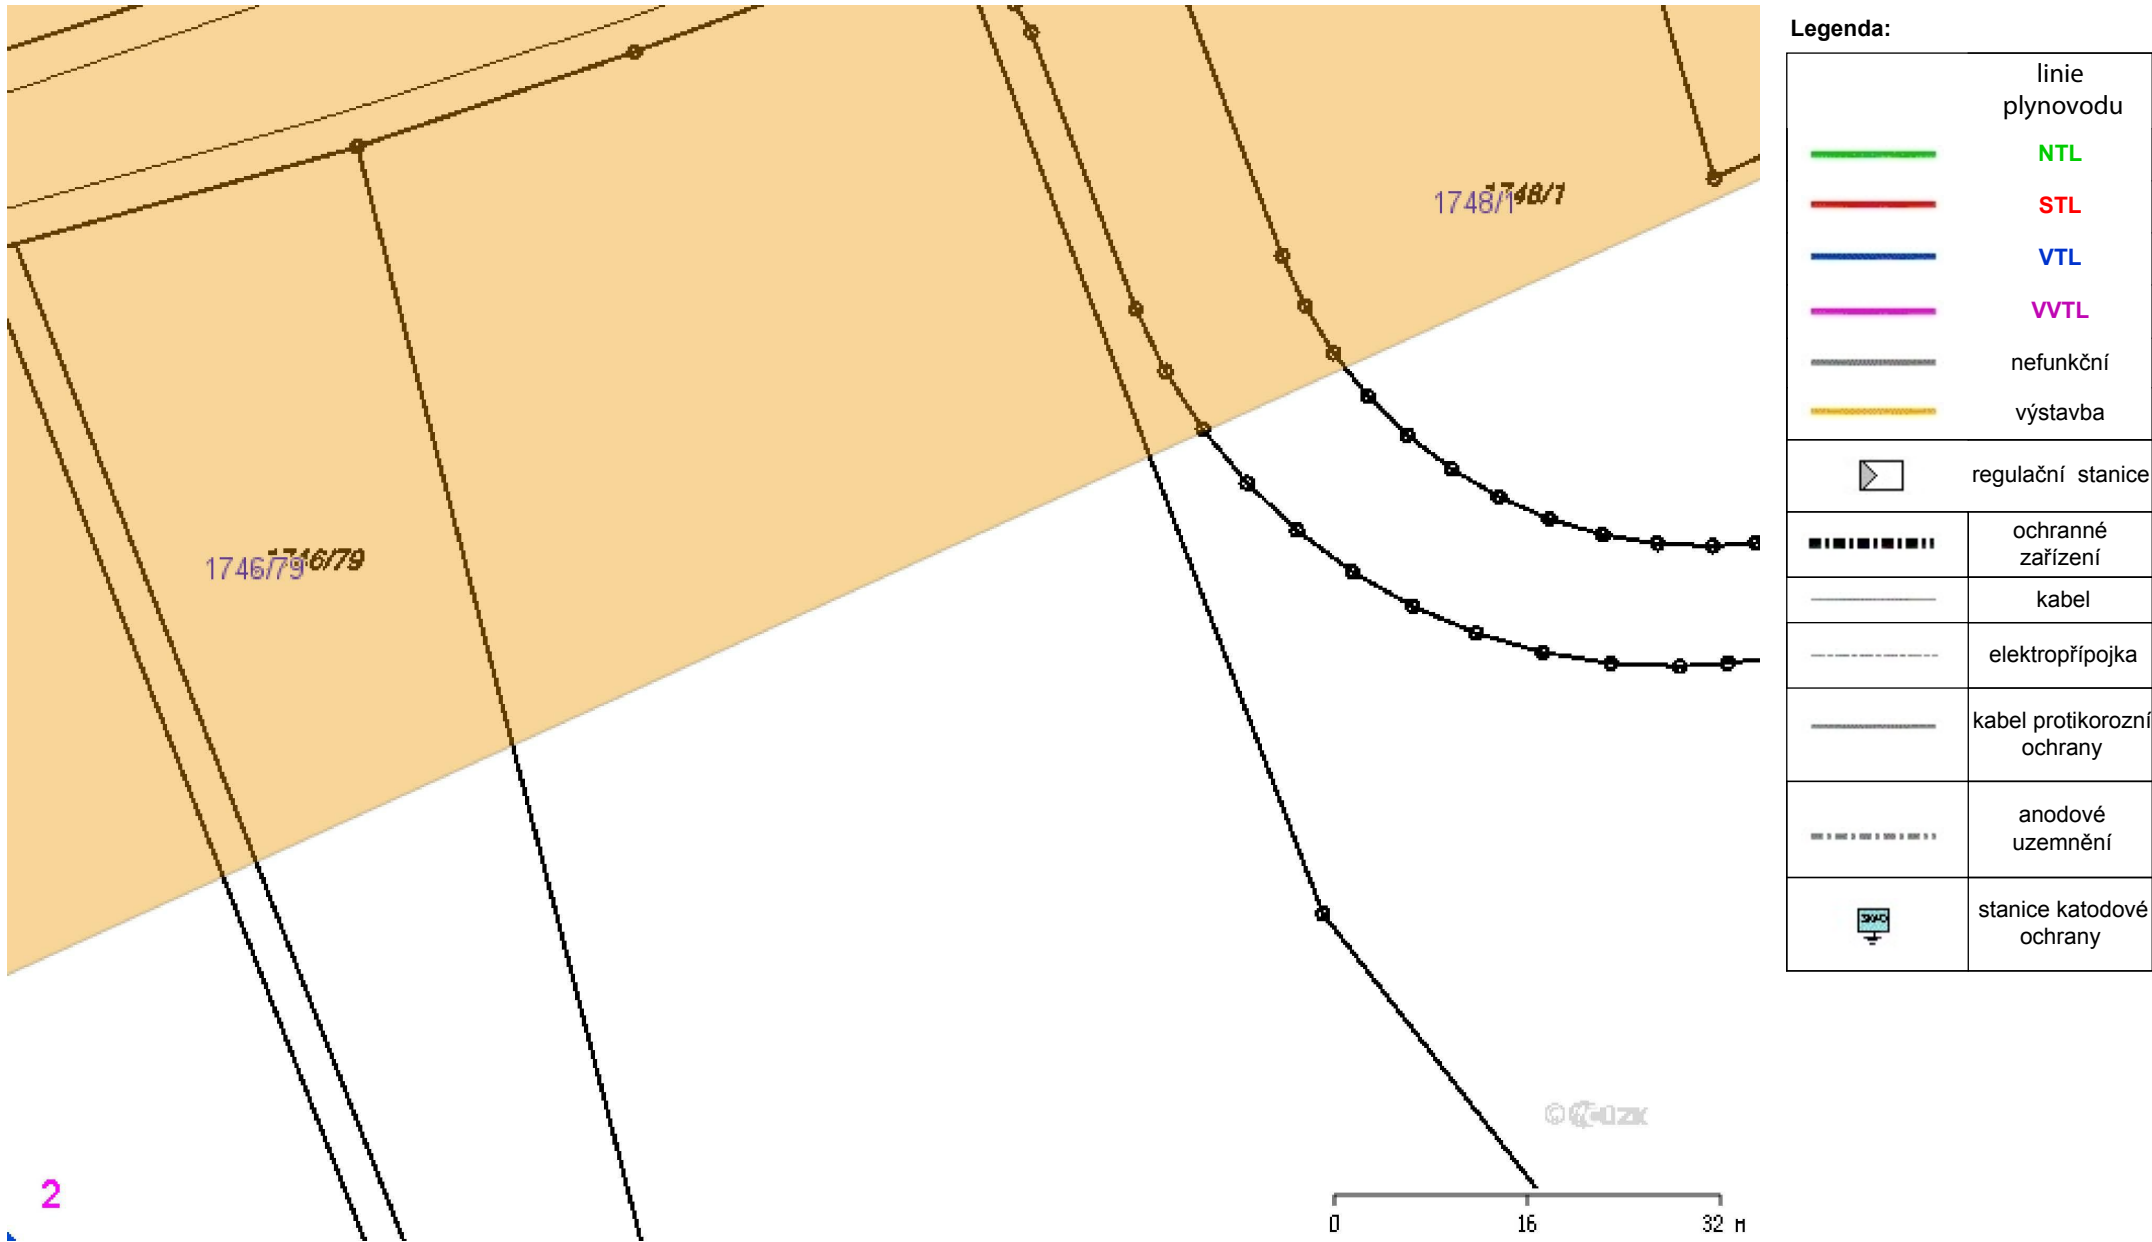 1748/1
1748/1
1746/79
1746/79
2
0 16 32 m
Legenda:
linie
plynovodu
NTL
STL
VTL
VVTL
nefunkční
výstavba
regulační stanice
ochranné
zařízení
kabel
elektropřípojka
kabel protikorozní
ochrany
anodové
uzemnění
stanice katodové
ochrany